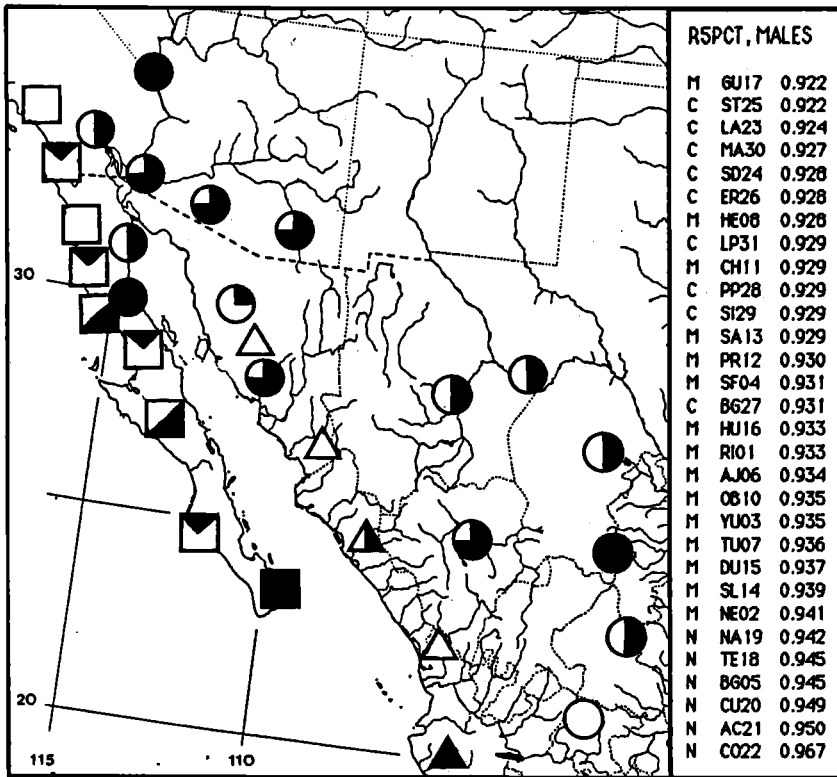 R5PCT, MALES
M GU17 0.922
C ST25 0.922
C LA23 0.924
C MA30 0.927
C SD24 0.928
C ER26 0.928
M HE08 0.928
C LP31 0.929
M CH11 0.929
C PP28 0.929
C SI29 0.929
M SA13 0.929
M PR12 0.930
M SF04 0.931
C BG27 0.931
M HU16 0.933
M RI01 0.933
M AJ06 0.934
M OB10 0.935
M YU03 0.935
M TU07 0.936
M DU15 0.937
M SL14 0.939
M NE02 0.941
N NA19 0.942
N TE18 0.945
N BG05 0.945
N CU20 0.949
N AC21 0.950
N CO22 0.967
30
20
115
110